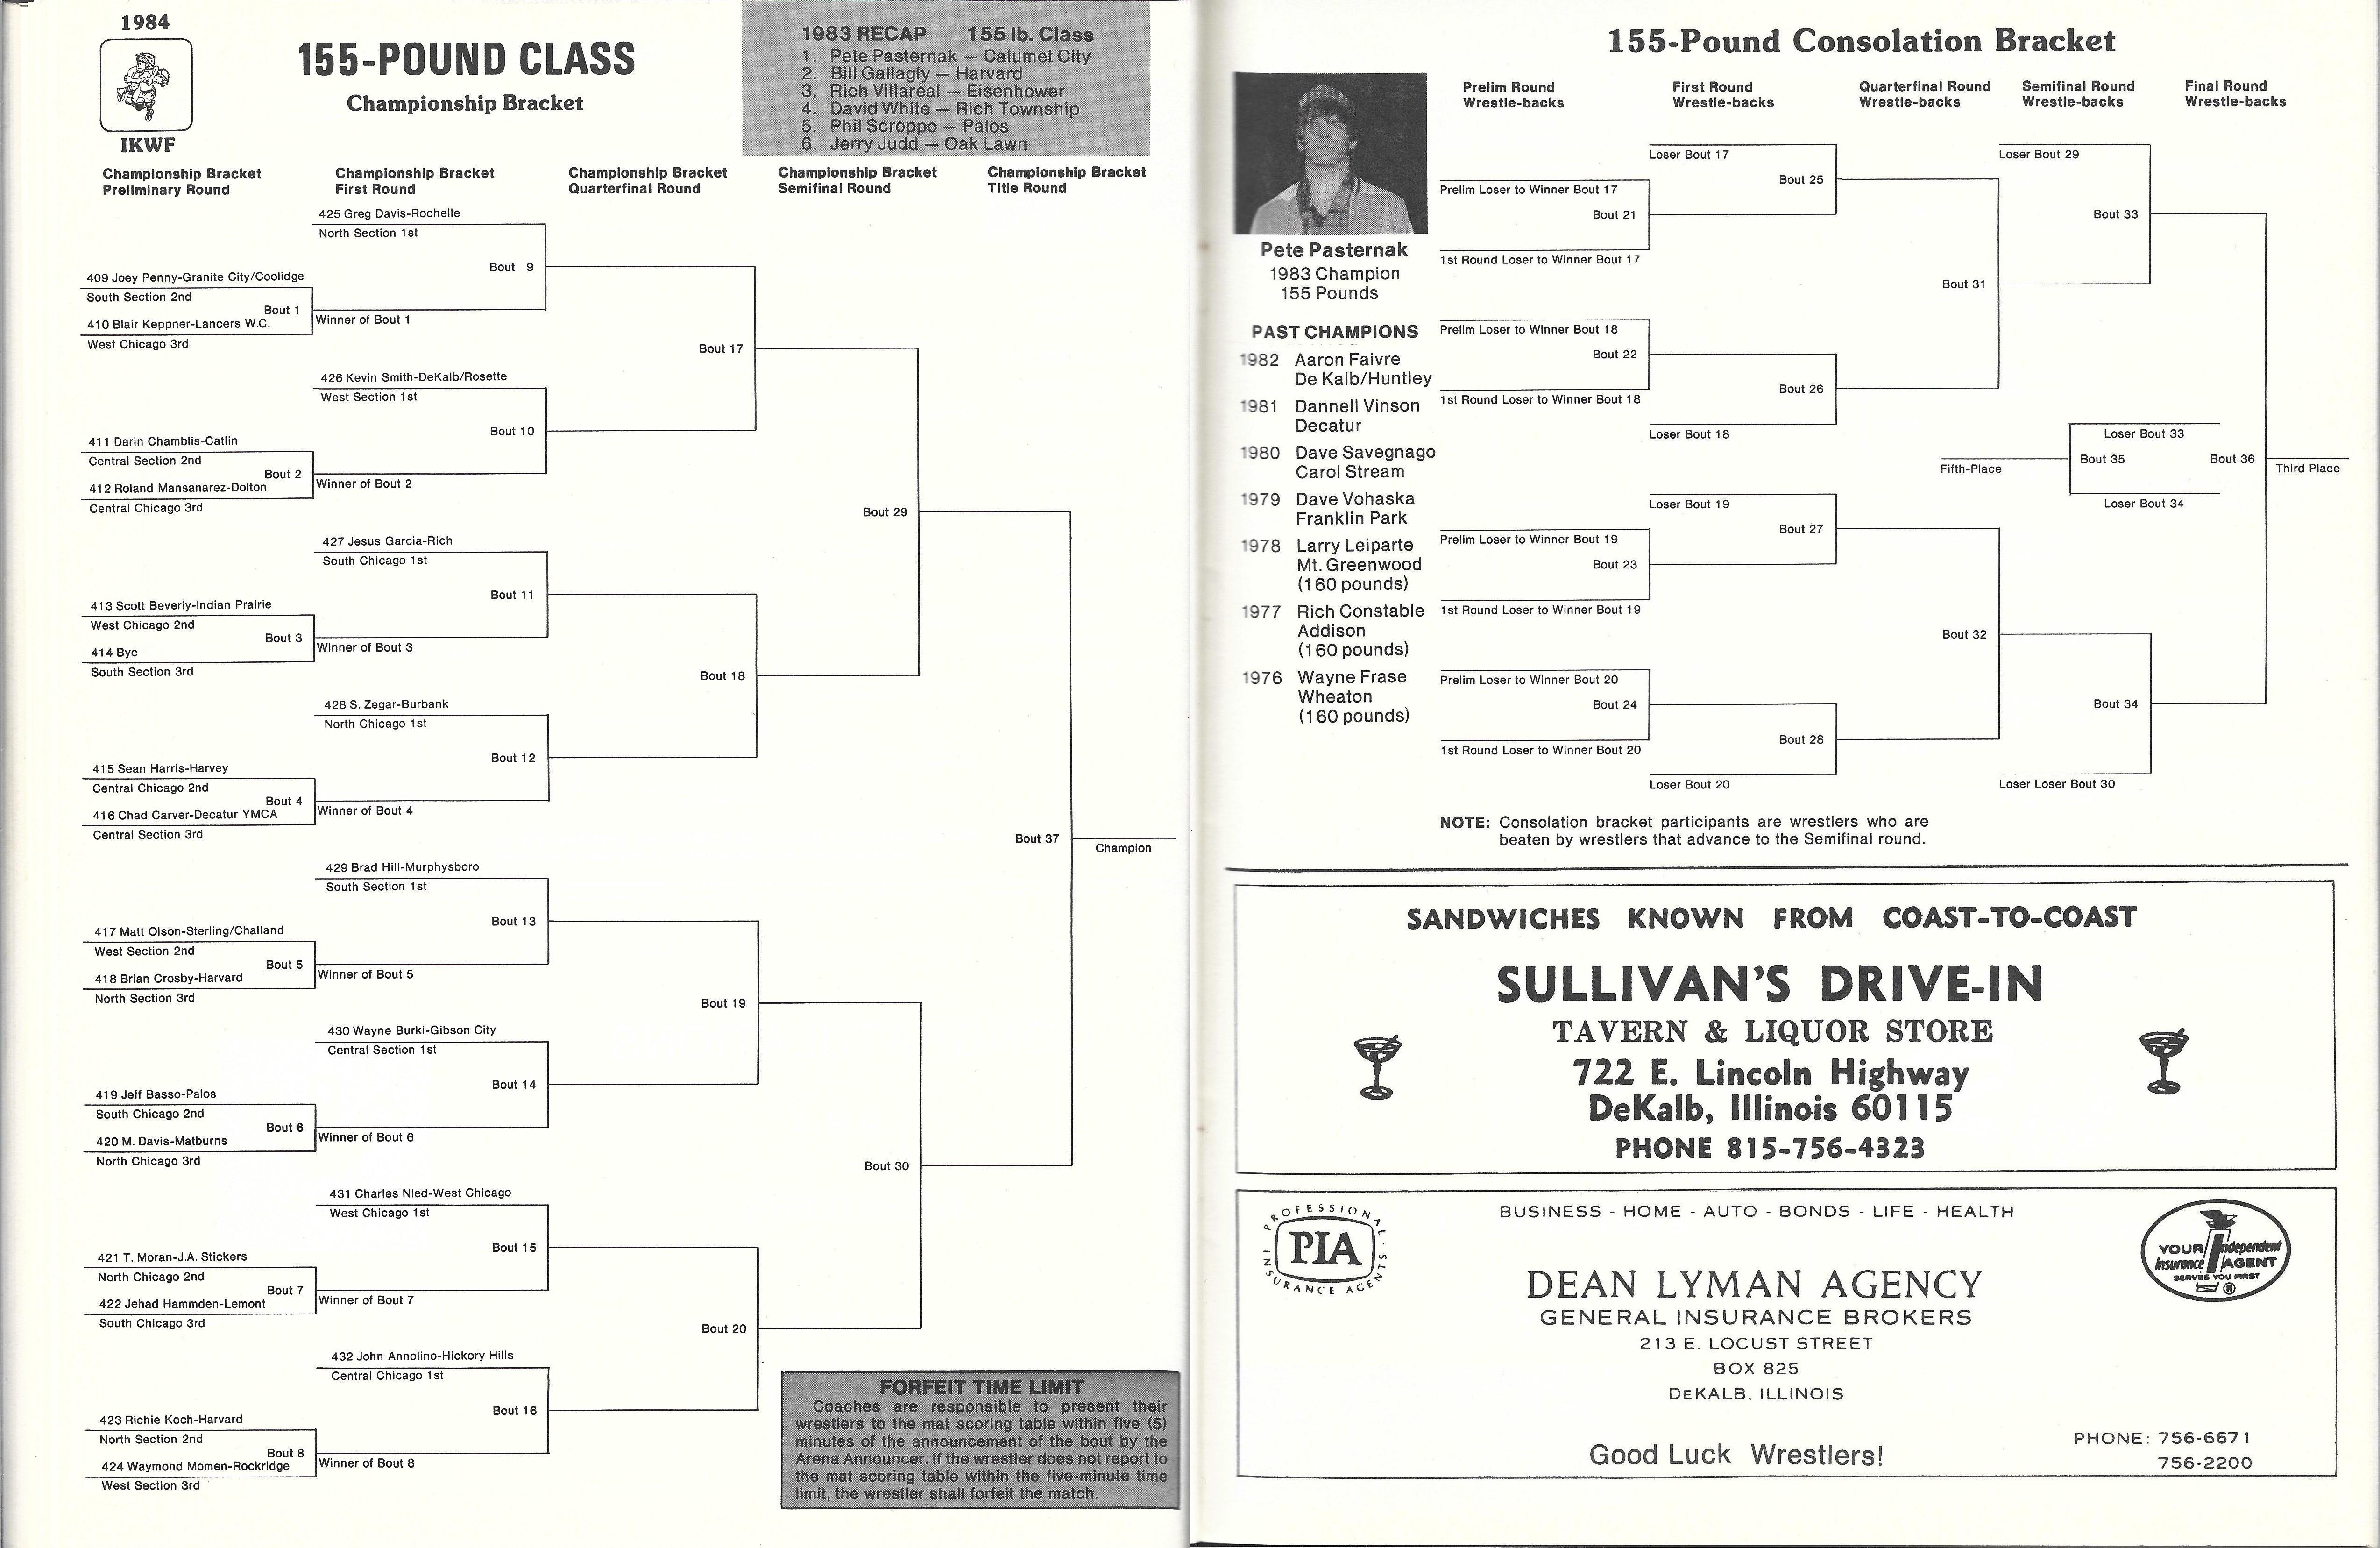 1984
IKWF
155-POUND CLASS
Championship Bracket
1983 RECAP 155 lb. Class
1. Pete Pasternak — Calumet City
2. Bill Gallagly — Harvard
3. Rich Villareal — Eisenhower
4. David White — Rich Township
5. Phil Scroppo — Palos
6. Jerry Judd — Oak Lawn
Championship Bracket
Preliminary Round
Championship Bracket
First Round
Championship Bracket
Quarterfinal Round
Championship Bracket
Semifinal Round
Championship Bracket
Title Round
425 Greg Davis-Rochelle
North Section 1st
Bout 9
409 Joey Penny-Granite City/Coolidge
South Section 2nd
Bout 1
410 Blair Keppner-Lancers W.C.
West Chicago 3rd
Winner of Bout 1
Bout 17
426 Kevin Smith-DeKalb/Rosette
West Section 1st
Bout 10
411 Darin Chamblis-Catlin
Central Section 2nd
Bout 2
412 Roland Mansanarez-Dolton
Central Chicago 3rd
Winner of Bout 2
Bout 29
427 Jesus Garcia-Rich
South Chicago 1st
Bout 11
413 Scott Beverly-Indian Prairie
West Chicago 2nd
Bout 3
414 Bye
South Section 3rd
Winner of Bout 3
Bout 18
428 S. Zegar-Burbank
North Chicago 1st
Bout 12
415 Sean Harris-Harvey
Central Chicago 2nd
Bout 4
416 Chad Carver-Decatur YMCA
Central Section 3rd
Winner of Bout 4
Bout 37
Champion
429 Brad Hill-Murphysboro
South Section 1st
Bout 13
417 Matt Olson-Sterling/Challand
West Section 2nd
Bout 5
418 Brian Crosby-Harvard
North Section 3rd
Winner of Bout 5
Bout 19
430 Wayne Burki-Gibson City
Central Section 1st
Bout 14
419 Jeff Basso-Palos
South Chicago 2nd
Bout 6
420 M. Davis-Matburns
North Chicago 3rd
Winner of Bout 6
Bout 30
431 Charles Nied-West Chicago
West Chicago 1st
Bout 15
421 T. Moran-J.A. Stickers
North Chicago 2nd
Bout 7
422 Jehad Hammden-Lemont
South Chicago 3rd
Winner of Bout 7
Bout 20
432 John Annolino-Hickory Hills
Central Chicago 1st
Bout 16
423 Richie Koch-Harvard
North Section 2nd
Bout 8
424 Waymond Momen-Rockridge
West Section 3rd
Winner of Bout 8
FORFEIT TIME LIMIT
Coaches are responsible to present their
wrestlers to the mat scoring table within five (5)
minutes of the announcement of the bout by the
Arena Announcer. If the wrestler does not report to
the mat scoring table within the five-minute time
limit, the wrestler shall forfeit the match.
155-Pound Consolation Bracket
Prelim Round
Wrestle-backs
First Round
Wrestle-backs
Quarterfinal Round
Wrestle-backs
Semifinal Round
Wrestle-backs
Final Round
Wrestle-backs
Pete Pasternak
1983 Champion
155 Pounds
PAST CHAMPIONS
1982 Aaron Faivre
De Kalb/Huntley
1981 Dannell Vinson
Decatur
1980 Dave Savegnago
Carol Stream
1979 Dave Vohaska
Franklin Park
1978 Larry Leiparte
Mt. Greenwood
(160 pounds)
1977 Rich Constable
Addison
(160 pounds)
1976 Wayne Frase
Wheaton
(160 pounds)
Loser Bout 17
Bout 25
Prelim Loser to Winner Bout 17
Bout 21
1st Round Loser to Winner Bout 17
Loser Bout 29
Bout 33
Bout 31
Prelim Loser to Winner Bout 18
Bout 22
1st Round Loser to Winner Bout 18
Bout 26
Loser Bout 18
Loser Bout 33
Fifth-Place
Bout 35
Bout 36
Third Place
Loser Bout 34
Loser Bout 19
Bout 27
Prelim Loser to Winner Bout 19
Bout 23
1st Round Loser to Winner Bout 19
Bout 32
Prelim Loser to Winner Bout 20
Bout 24
1st Round Loser to Winner Bout 20
Bout 28
Loser Bout 20
Bout 34
Loser Loser Bout 30
NOTE: Consolation bracket participants are wrestlers who are
beaten by wrestlers that advance to the Semifinal round.
SANDWICHES KNOWN FROM COAST-TO-COAST
SULLIVAN'S DRIVE-IN
TAVERN & LIQUOR STORE
722 E. Lincoln Highway
DeKalb, Illinois 60115
PHONE 815-756-4323
PROFESSIONAL INSURANCE AGENTS
PIA
BUSINESS - HOME - AUTO - BONDS - LIFE - HEALTH
DEAN LYMAN AGENCY
GENERAL INSURANCE BROKERS
213 E. LOCUST STREET
BOX 825
DEKALB, ILLINOIS
Good Luck Wrestlers!
PHONE: 756-6671
756-2200
YOUR Independent
Insurance AGENT
SERVES YOU FIRST
®